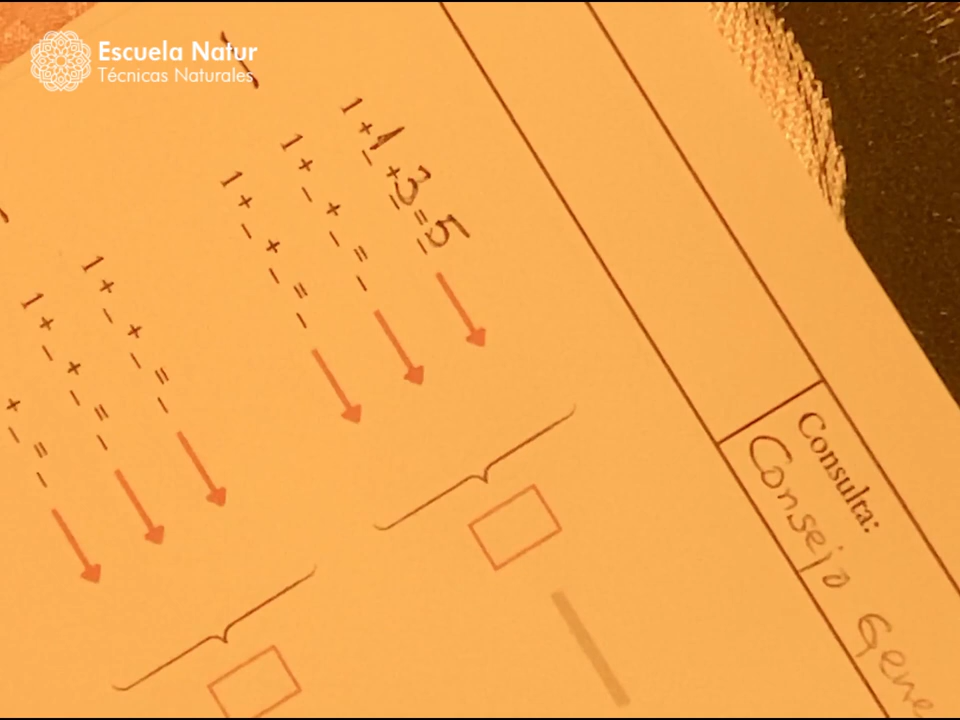 Escuela Natur
Técnicas Naturales
1 + 1 + 3 = 5
1 + _ + _ = _
1 + _ + _ = _
1 + _ + _ = _
1 + _ + _ = _
+ _ = _
Consulta:
Consejo Gene